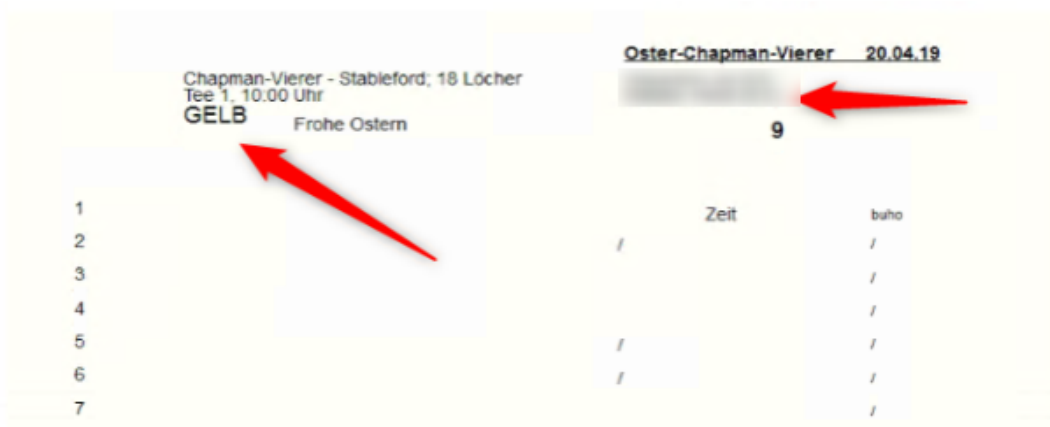 Oster-Chapman-Vierer 20.04.19
Chapman-Vierer - Stableford; 18 Löcher
Tee 1, 10:00 Uhr
GELB Frohe Ostern
9
1 Zeit buho
2 / /
3 /
4 /
5 / /
6 / /
7 /